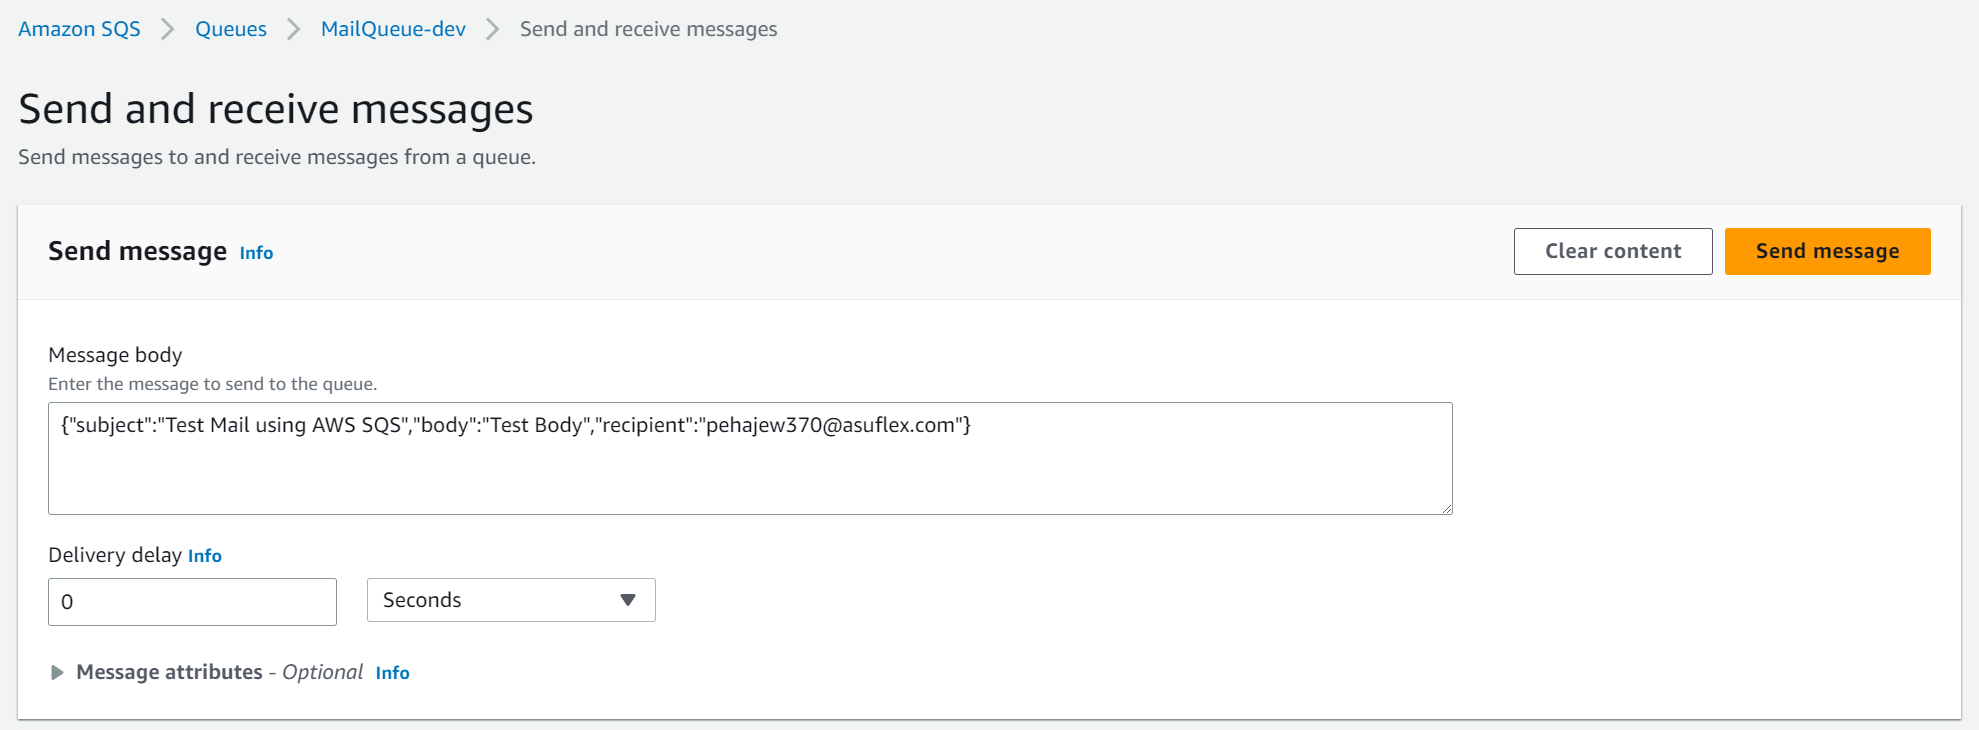 Amazon SQS > Queues > MailQueue-dev > Send and receive messages
Send and receive messages
Send messages to and receive messages from a queue.
Send message Info Clear content Send message
Message body
Enter the message to send to the queue.
{"subject":"Test Mail using AWS SQS","body":"Test Body","recipient":"pehajew370@asuflex.com"}
Delivery delay Info
0 Seconds
Message attributes - Optional Info